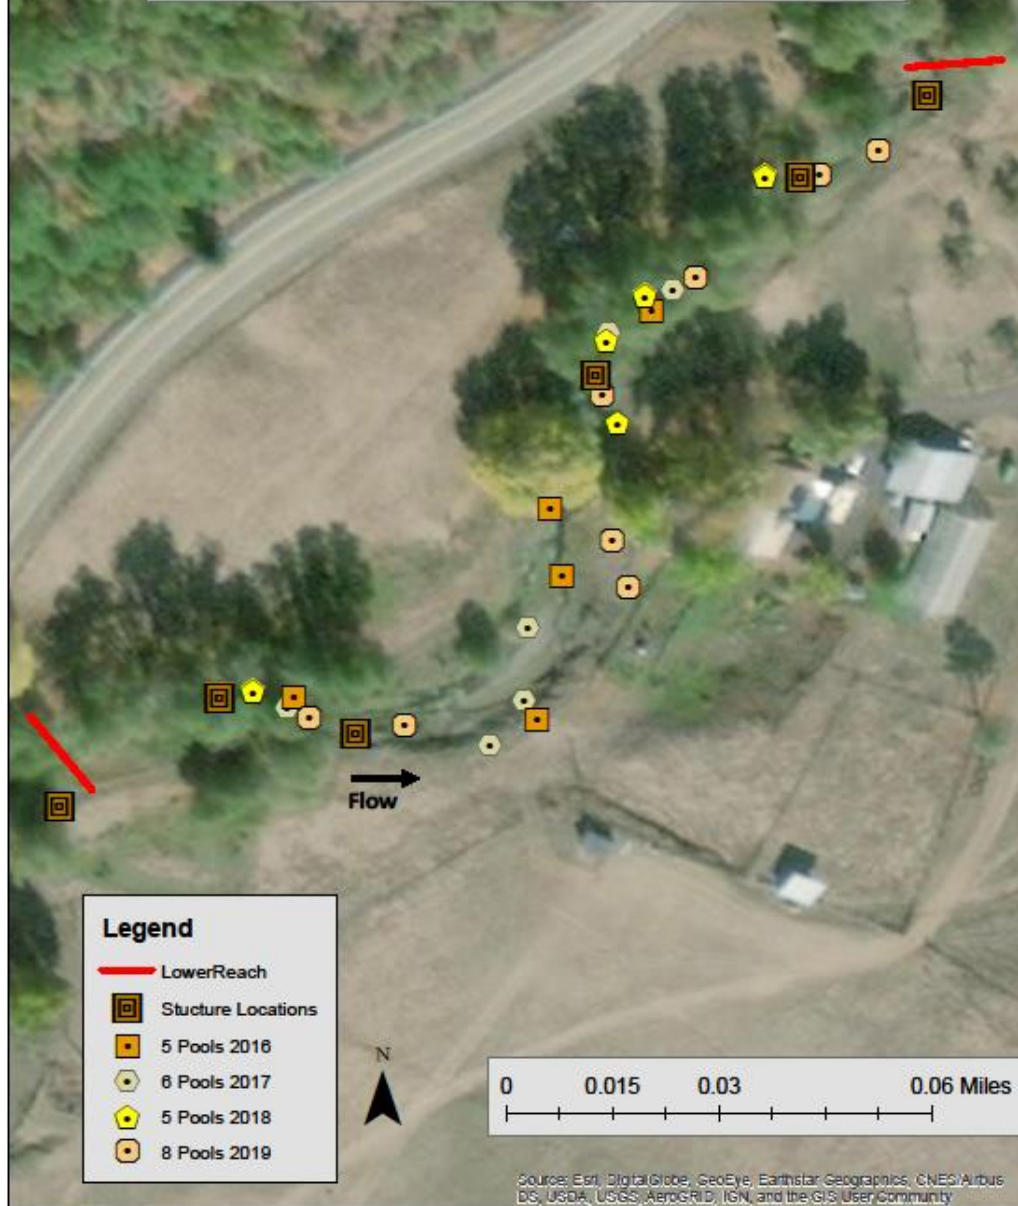 Flow
Legend
LowerReach
Stucture Locations
5 Pools 2016
6 Pools 2017
5 Pools 2018
8 Pools 2019
N
0 0.015 0.03 0.06 Miles
Source: Esri, DigitalGlobe, GeoEye, Earthstar Geographics, CNES/Airbus
DS, USDA, USGS, AeroGRID, IGN, and the GIS User Community